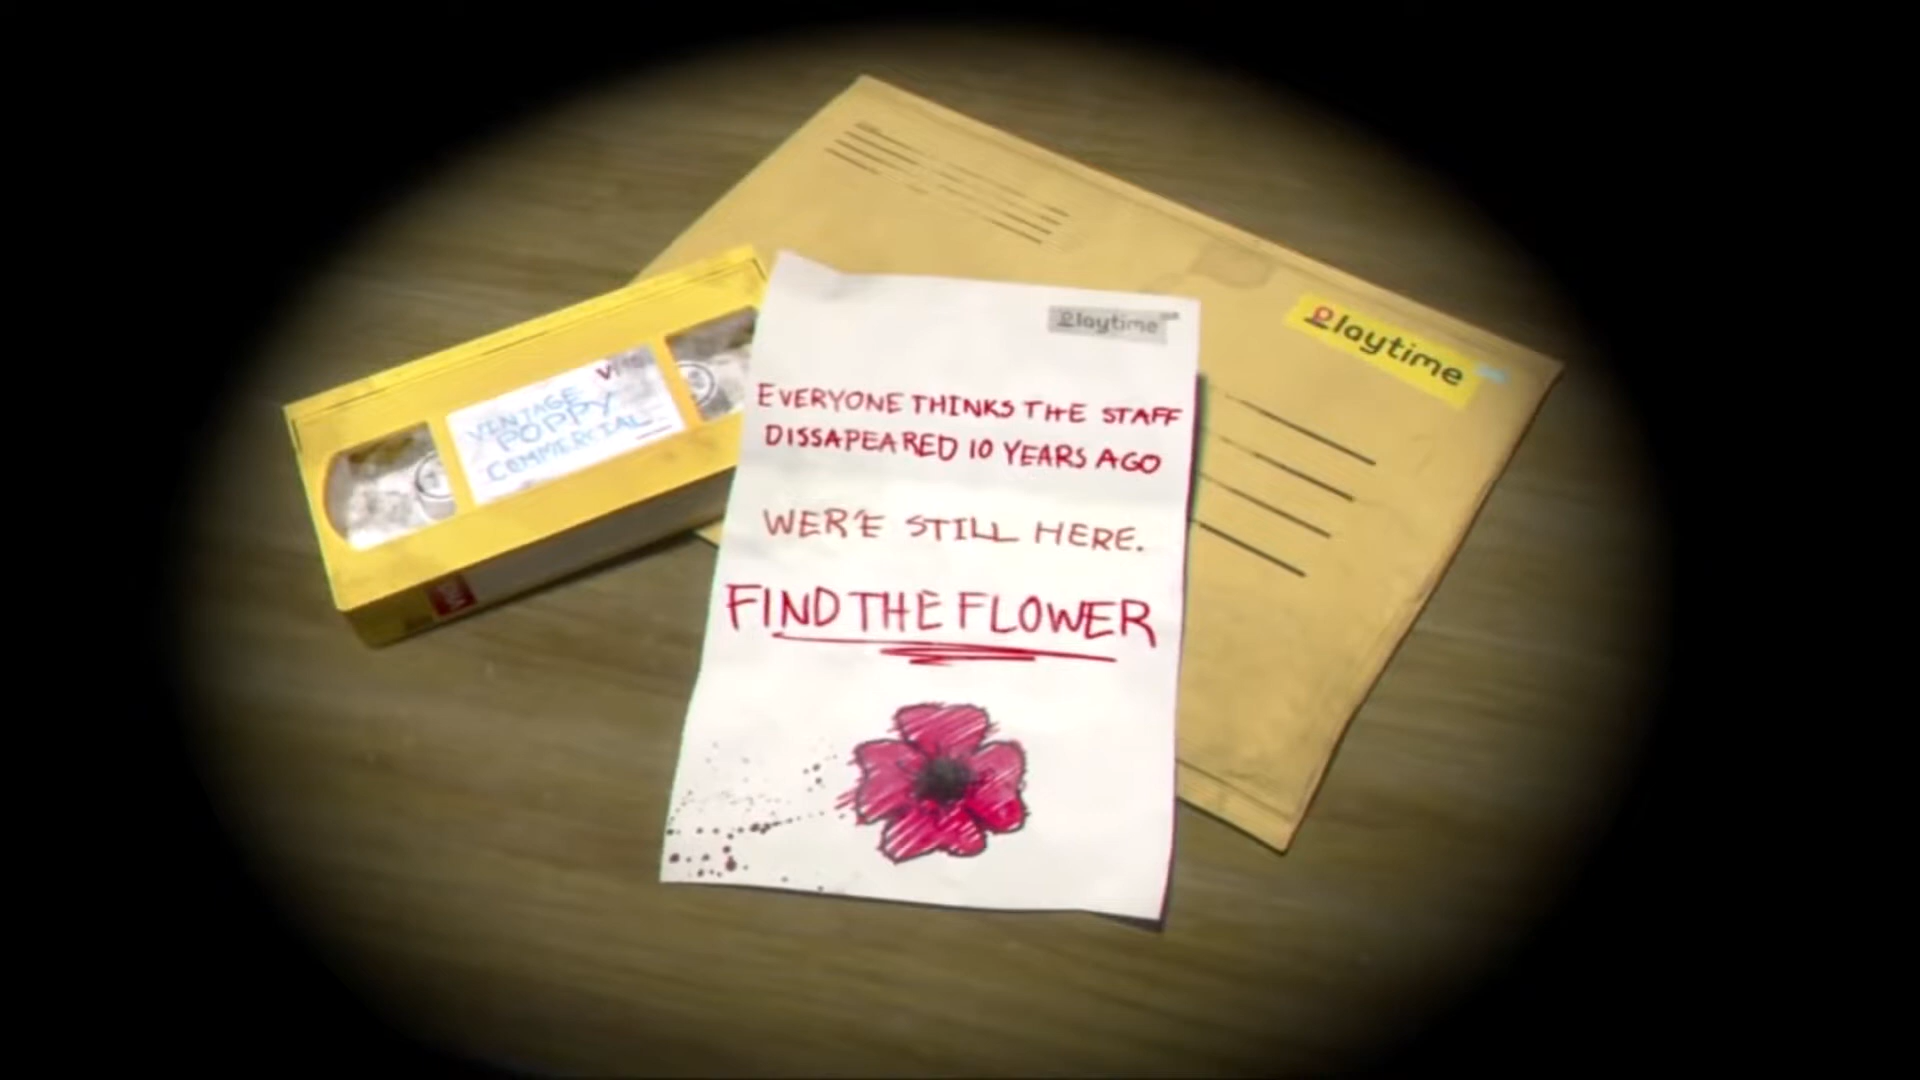 VINTAGE
POPPY
COMMERCIAL
Playtime
EVERYONE THINKS THE STAFF
DISSAPEARED 10 YEARS AGO
WER'E STILL HERE.
FIND THE FLOWER
Playtime